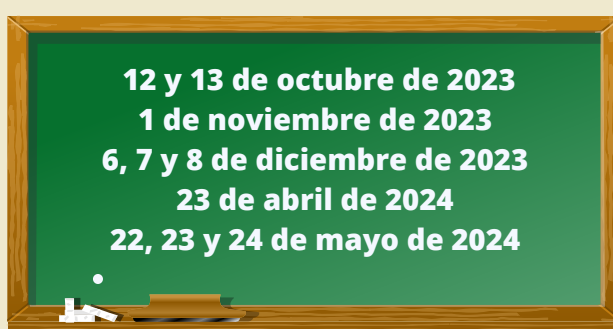 12 y 13 de octubre de 2023
1 de noviembre de 2023
6, 7 y 8 de diciembre de 2023
23 de abril de 2024
22, 23 y 24 de mayo de 2024